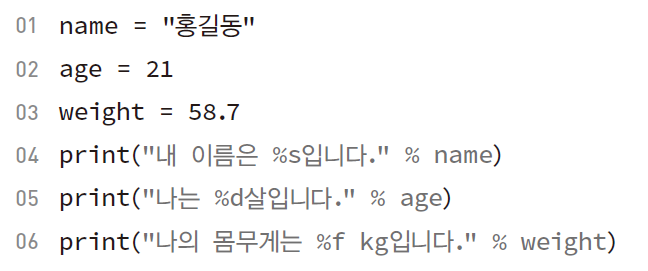 01 name = "홍길동"
02 age = 21
03 weight = 58.7
04 print("내 이름은 %s입니다." % name)
05 print("나는 %d살입니다." % age)
06 print("나의 몸무게는 %f kg입니다." % weight)